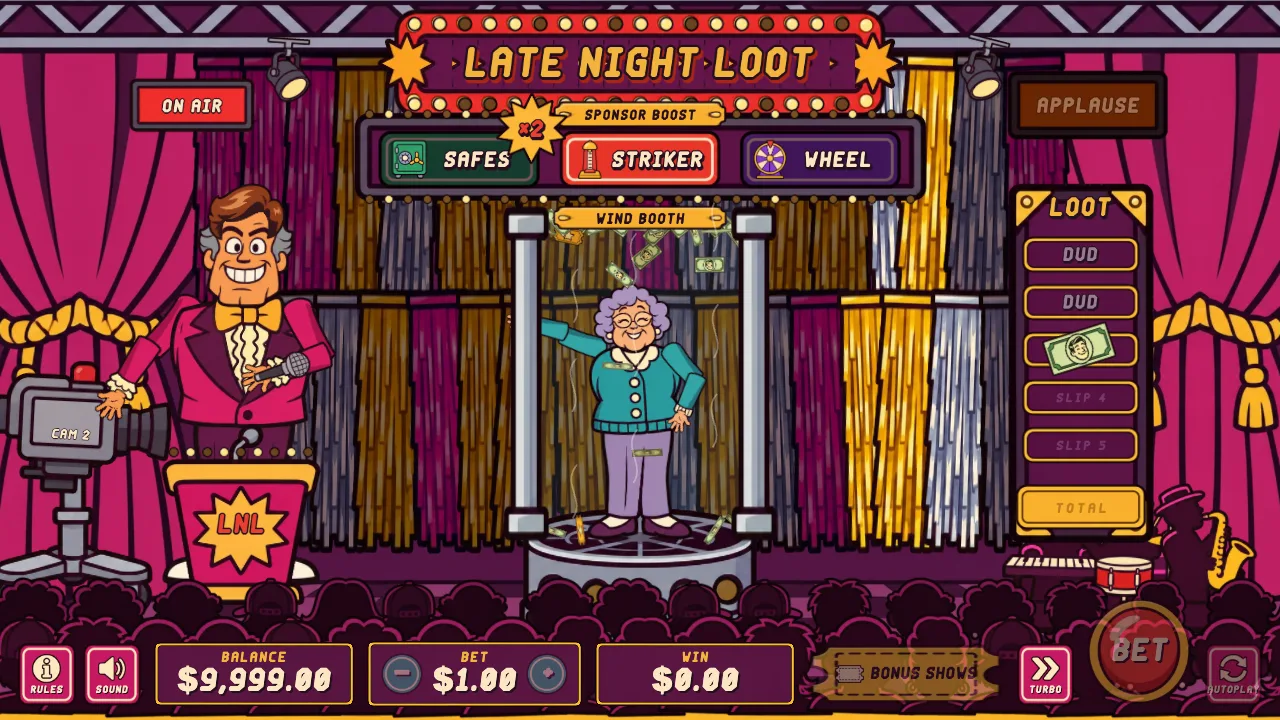 LATE NIGHT LOOT
ON AIR
APPLAUSE
SPONSOR BOOST
x2
SAFES
STRIKER
WHEEL
WIND BOOTH
LOOT
DUD
DUD
SLIP 4
SLIP 5
TOTAL
CAM 2
LNL
BALANCE
$9,999.00
BET
$1.00
WIN
$0.00
BONUS SHOWS
RULES
SOUND
TURBO
BET
AUTOPLAY